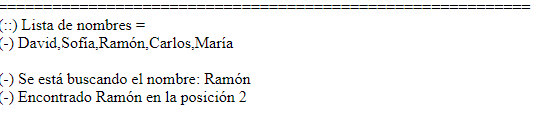 ==========================================================
(::) Lista de nombres =
(-) David,Sofía,Ramón,Carlos,María
(-) Se está buscando el nombre: Ramón
(-) Encontrado Ramón en la posición 2